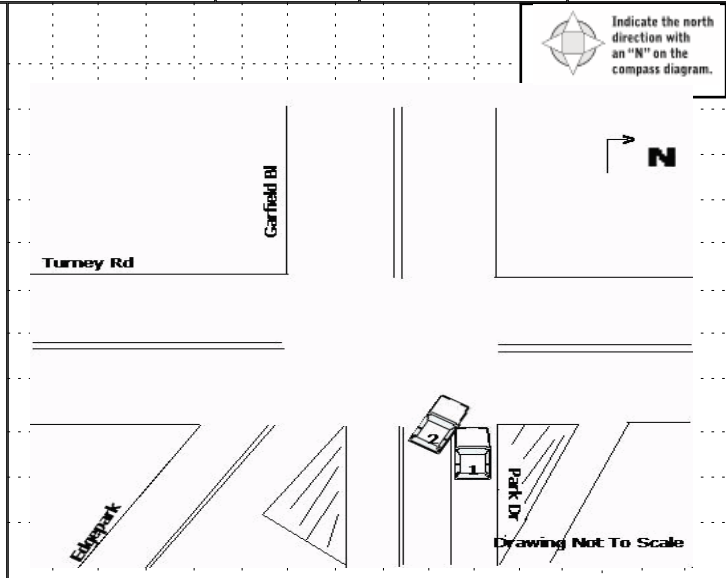 Indicate the north
direction with
an "N" on the
compass diagram.
N
Garfield Bl
Turney Rd
2
1
Edgepark
Park Dr
Drawing Not To Scale